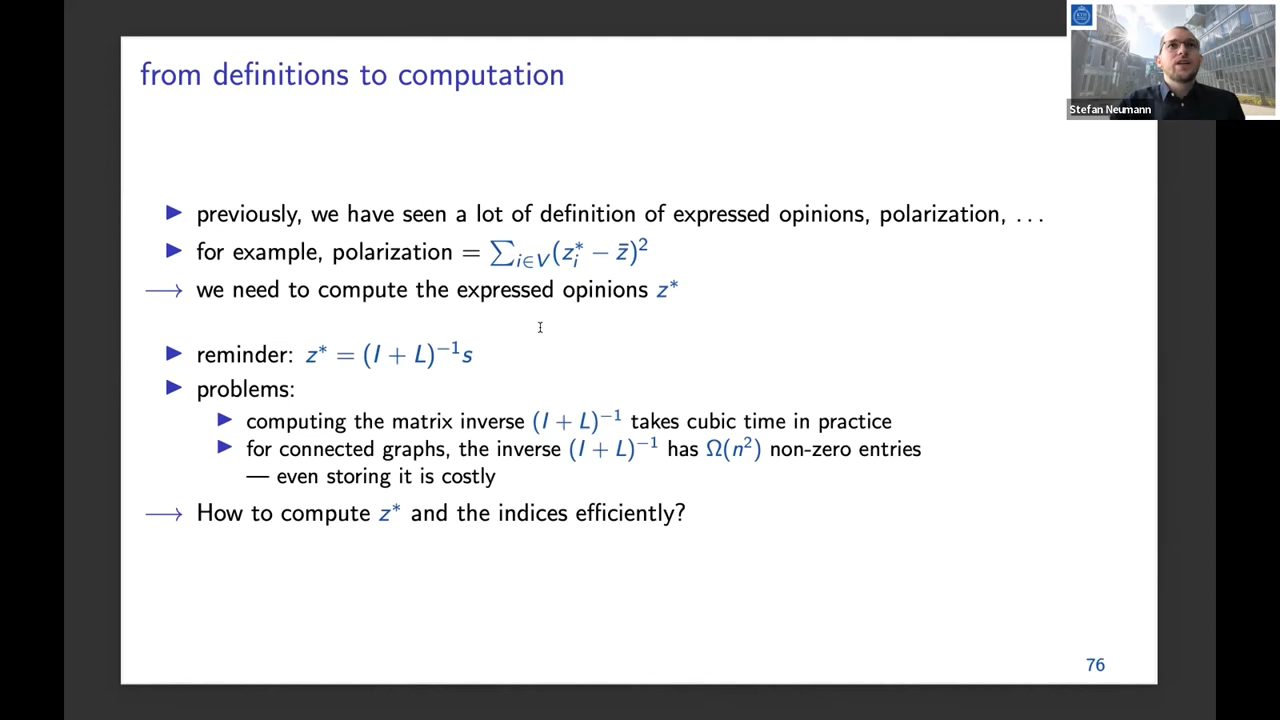 from definitions to computation
Stefan Neumann
▶ previously, we have seen a lot of definition of expressed opinions, polarization, ...
▶ for example, polarization = ∑_{i∈V}(z_i^* − z̄)^2
⟶ we need to compute the expressed opinions z*
▶ reminder: z* = (I + L)^{−1}s
▶ problems:
▶ computing the matrix inverse (I + L)^{−1} takes cubic time in practice
▶ for connected graphs, the inverse (I + L)^{−1} has Ω(n^2) non-zero entries
— even storing it is costly
⟶ How to compute z* and the indices efficiently?
76